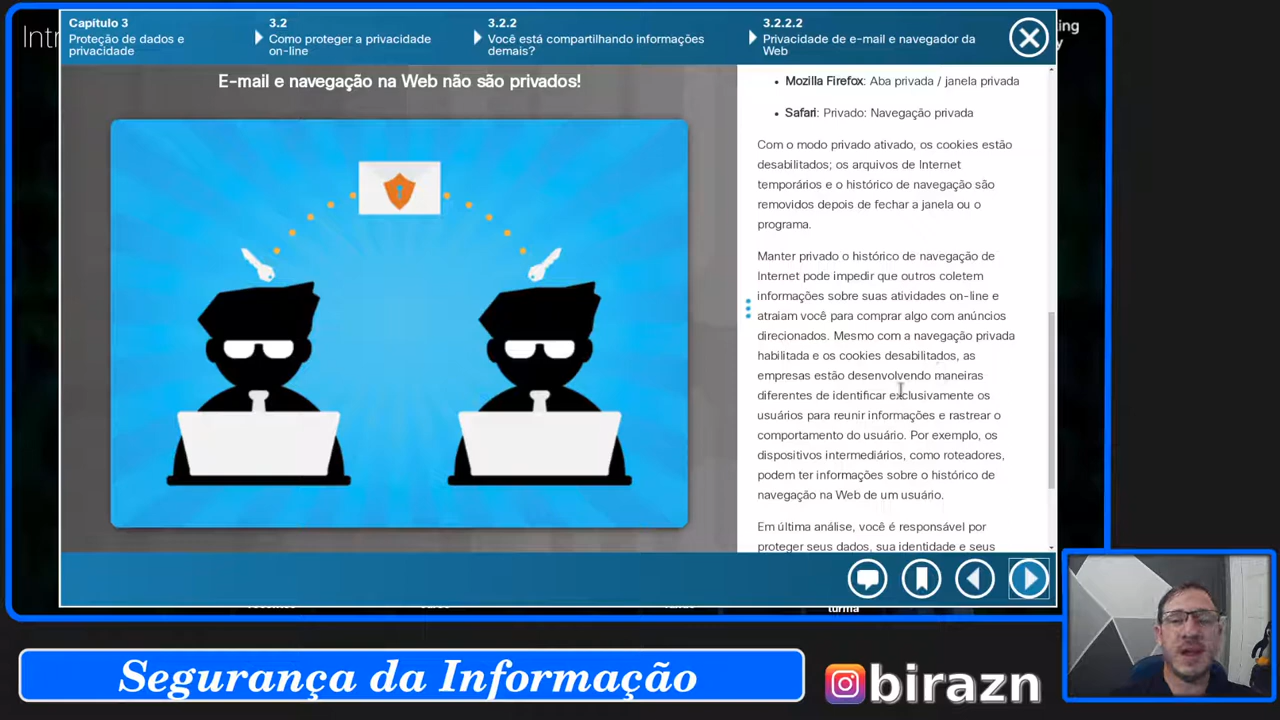 Intr
Capítulo 3
Proteção de dados e
privacidade
3.2
Como proteger a privacidade
on-line
3.2.2
Você está compartilhando informações
demais?
3.2.2.2
Privacidade de e-mail e navegador da
Web
king
y
E-mail e navegação na Web não são privados!
• Mozilla Firefox: Aba privada / janela privada
• Safari: Privado: Navegação privada
Com o modo privado ativado, os cookies estão
desabilitados; os arquivos de Internet
temporários e o histórico de navegação são
removidos depois de fechar a janela ou o
programa.
Manter privado o histórico de navegação de
Internet pode impedir que outros coletem
informações sobre suas atividades on-line e
atraiam você para comprar algo com anúncios
direcionados. Mesmo com a navegação privada
habilitada e os cookies desabilitados, as
empresas estão desenvolvendo maneiras
diferentes de identificar exclusivamente os
usuários para reunir informações e rastrear o
comportamento do usuário. Por exemplo, os
dispositivos intermediários, como roteadores,
podem ter informações sobre o histórico de
navegação na Web de um usuário.
Em última análise, você é responsável por
proteger seus dados, sua identidade e seus
turma
Segurança da Informação
birazn